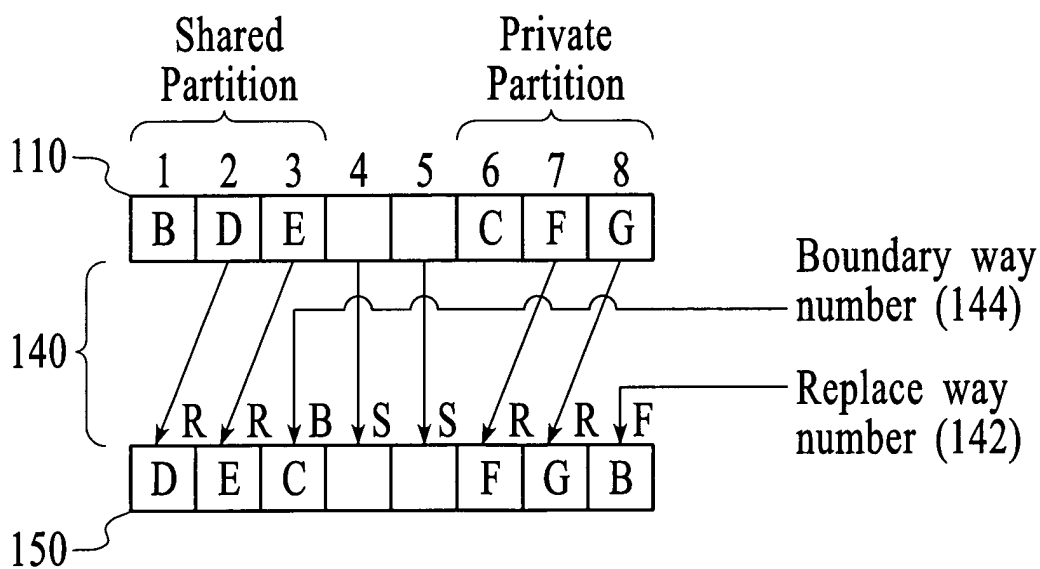 Shared Partition
Private Partition
110
1 2 3 4 5 6 7 8
B D E C F G
Boundary way number (144)
140
Replace way number (142)
R R B S S R R F
D E C F G B
150